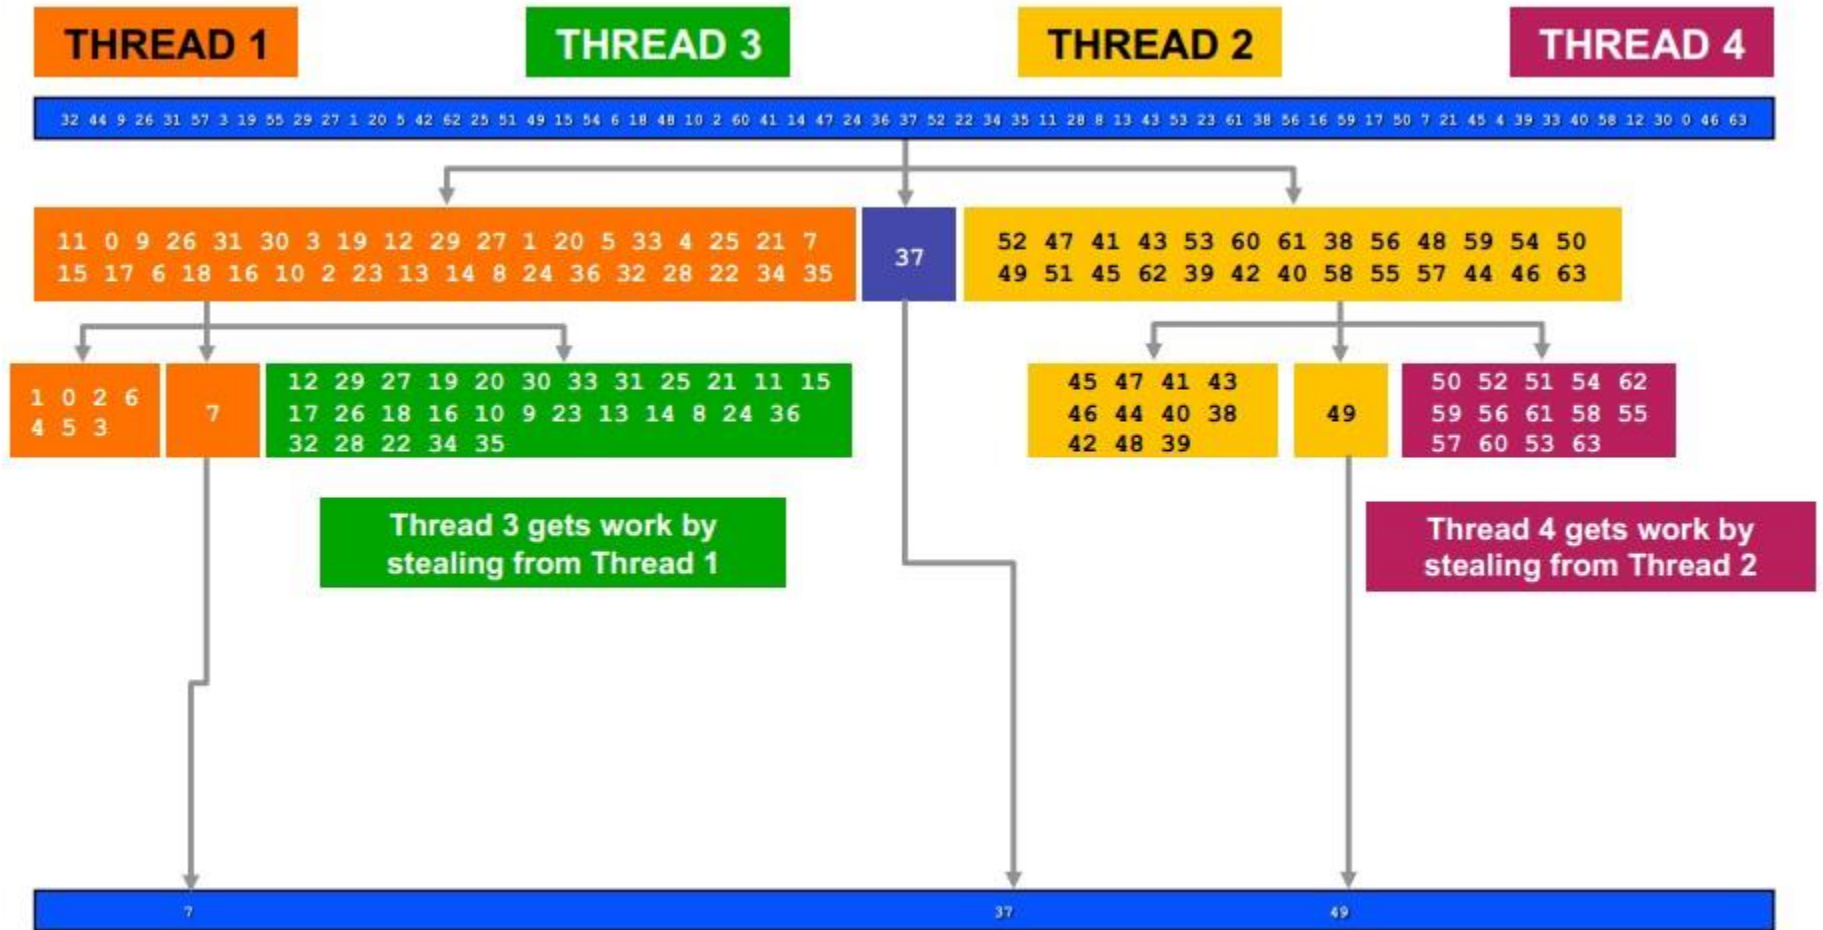 THREAD 1
THREAD 3
THREAD 2
THREAD 4
32 44 9 26 31 57 3 19 55 29 27 1 20 5 42 62 25 51 49 15 54 6 18 48 10 2 60 41 14 47 24 36 37 52 22 34 35 11 28 8 13 43 53 23 61 38 56 16 59 17 50 7 21 45 4 39 33 40 58 12 30 0 46 63
11 0 9 26 31 30 3 19 12 29 27 1 20 5 33 4 25 21 7
15 17 6 18 16 10 2 23 13 14 8 24 36 32 28 22 34 35
37
52 47 41 43 53 60 61 38 56 48 59 54 50
49 51 45 62 39 42 40 58 55 57 44 46 63
1 0 2 6
4 5 3
7
12 29 27 19 20 30 33 31 25 21 11 15
17 26 18 16 10 9 23 13 14 8 24 36
32 28 22 34 35
45 47 41 43
46 44 40 38
42 48 39
49
50 52 51 54 62
59 56 61 58 55
57 60 53 63
Thread 3 gets work by
stealing from Thread 1
Thread 4 gets work by
stealing from Thread 2
7
37
49